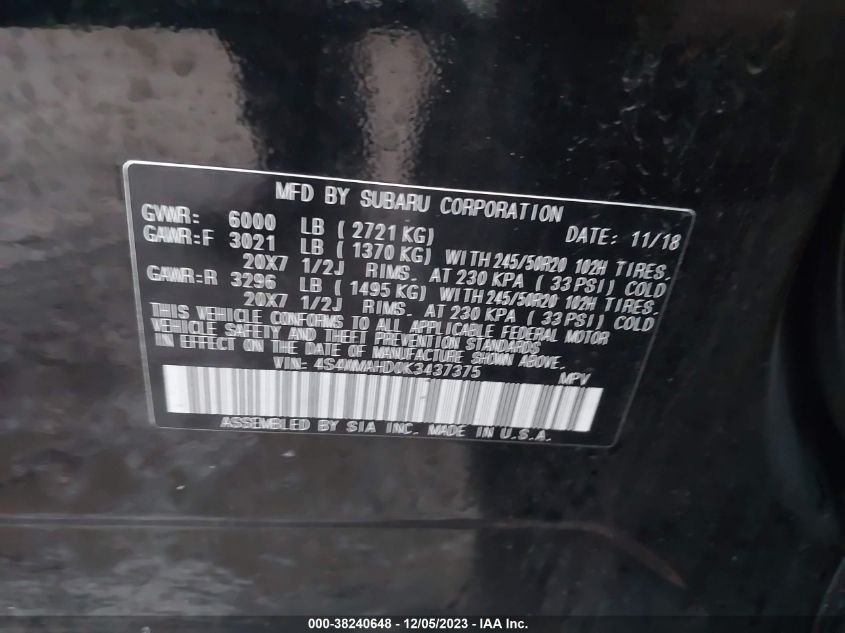 MFD BY SUBARU CORPORATION
GVWR: 6000 LB ( 2721 KG) DATE: 11/18
GAWR:F 3021 LB ( 1370 KG) WITH 245/50R20 102H TIRES.
20X7 1/2J RIMS. AT 230 KPA ( 33 PSI) COLD
GAWR:R 3296 LB ( 1495 KG) WITH 245/50R20 102H TIRES.
20X7 1/2J RIMS. AT 230 KPA ( 33 PSI) COLD
THIS VEHICLE CONFORMS TO ALL APPLICABLE FEDERAL MOTOR
VEHICLE SAFETY AND THEFT PREVENTION STANDARDS
IN EFFECT ON THE DATE OF MANUFACTURE SHOWN ABOVE.
VIN: 4S4WMAHD0K3437375 MPV
ASSEMBLED BY SIA INC. MADE IN U.S.A.
000-38240648 - 12/05/2023 - IAA Inc.